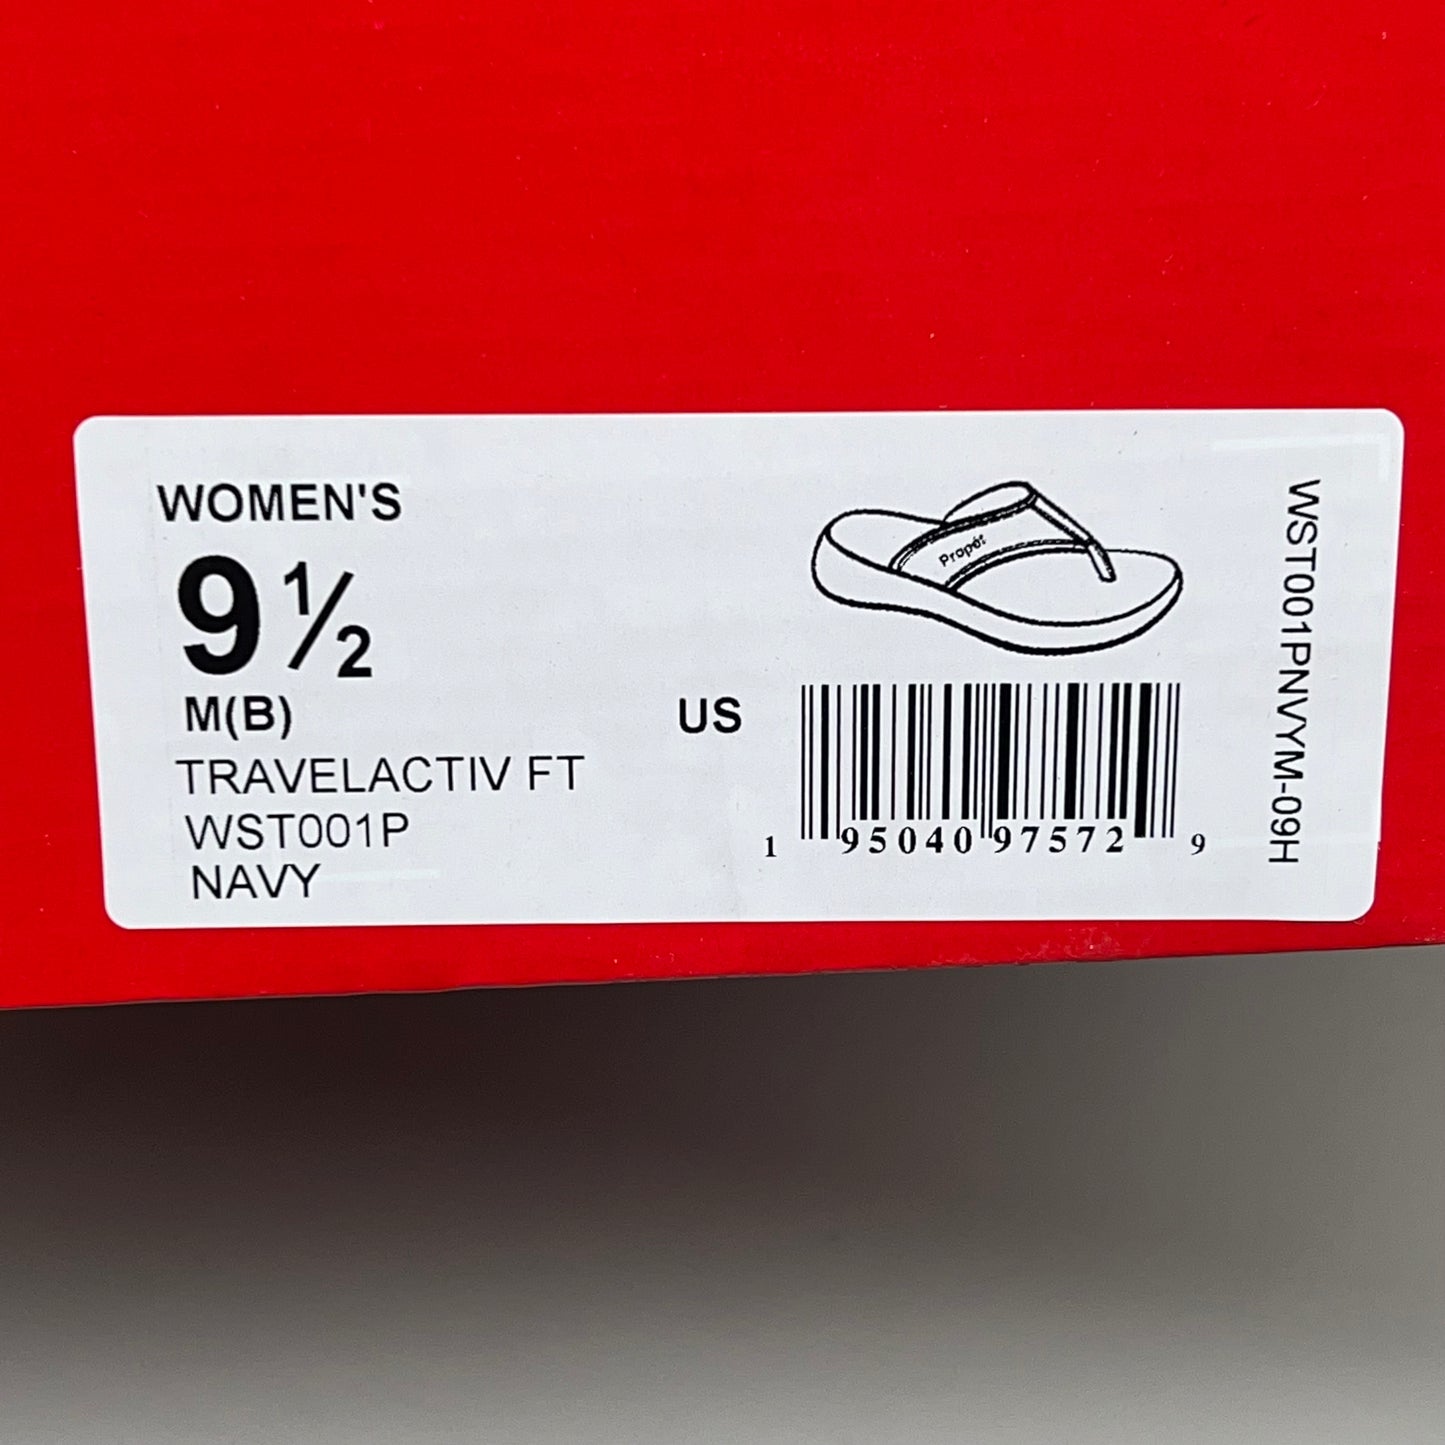 WOMEN'S
9 ½
M(B)
US
TRAVELACTIV FT
WST001P
NAVY
Propét
1 95040 97572 9
WST001PNVYM-09H